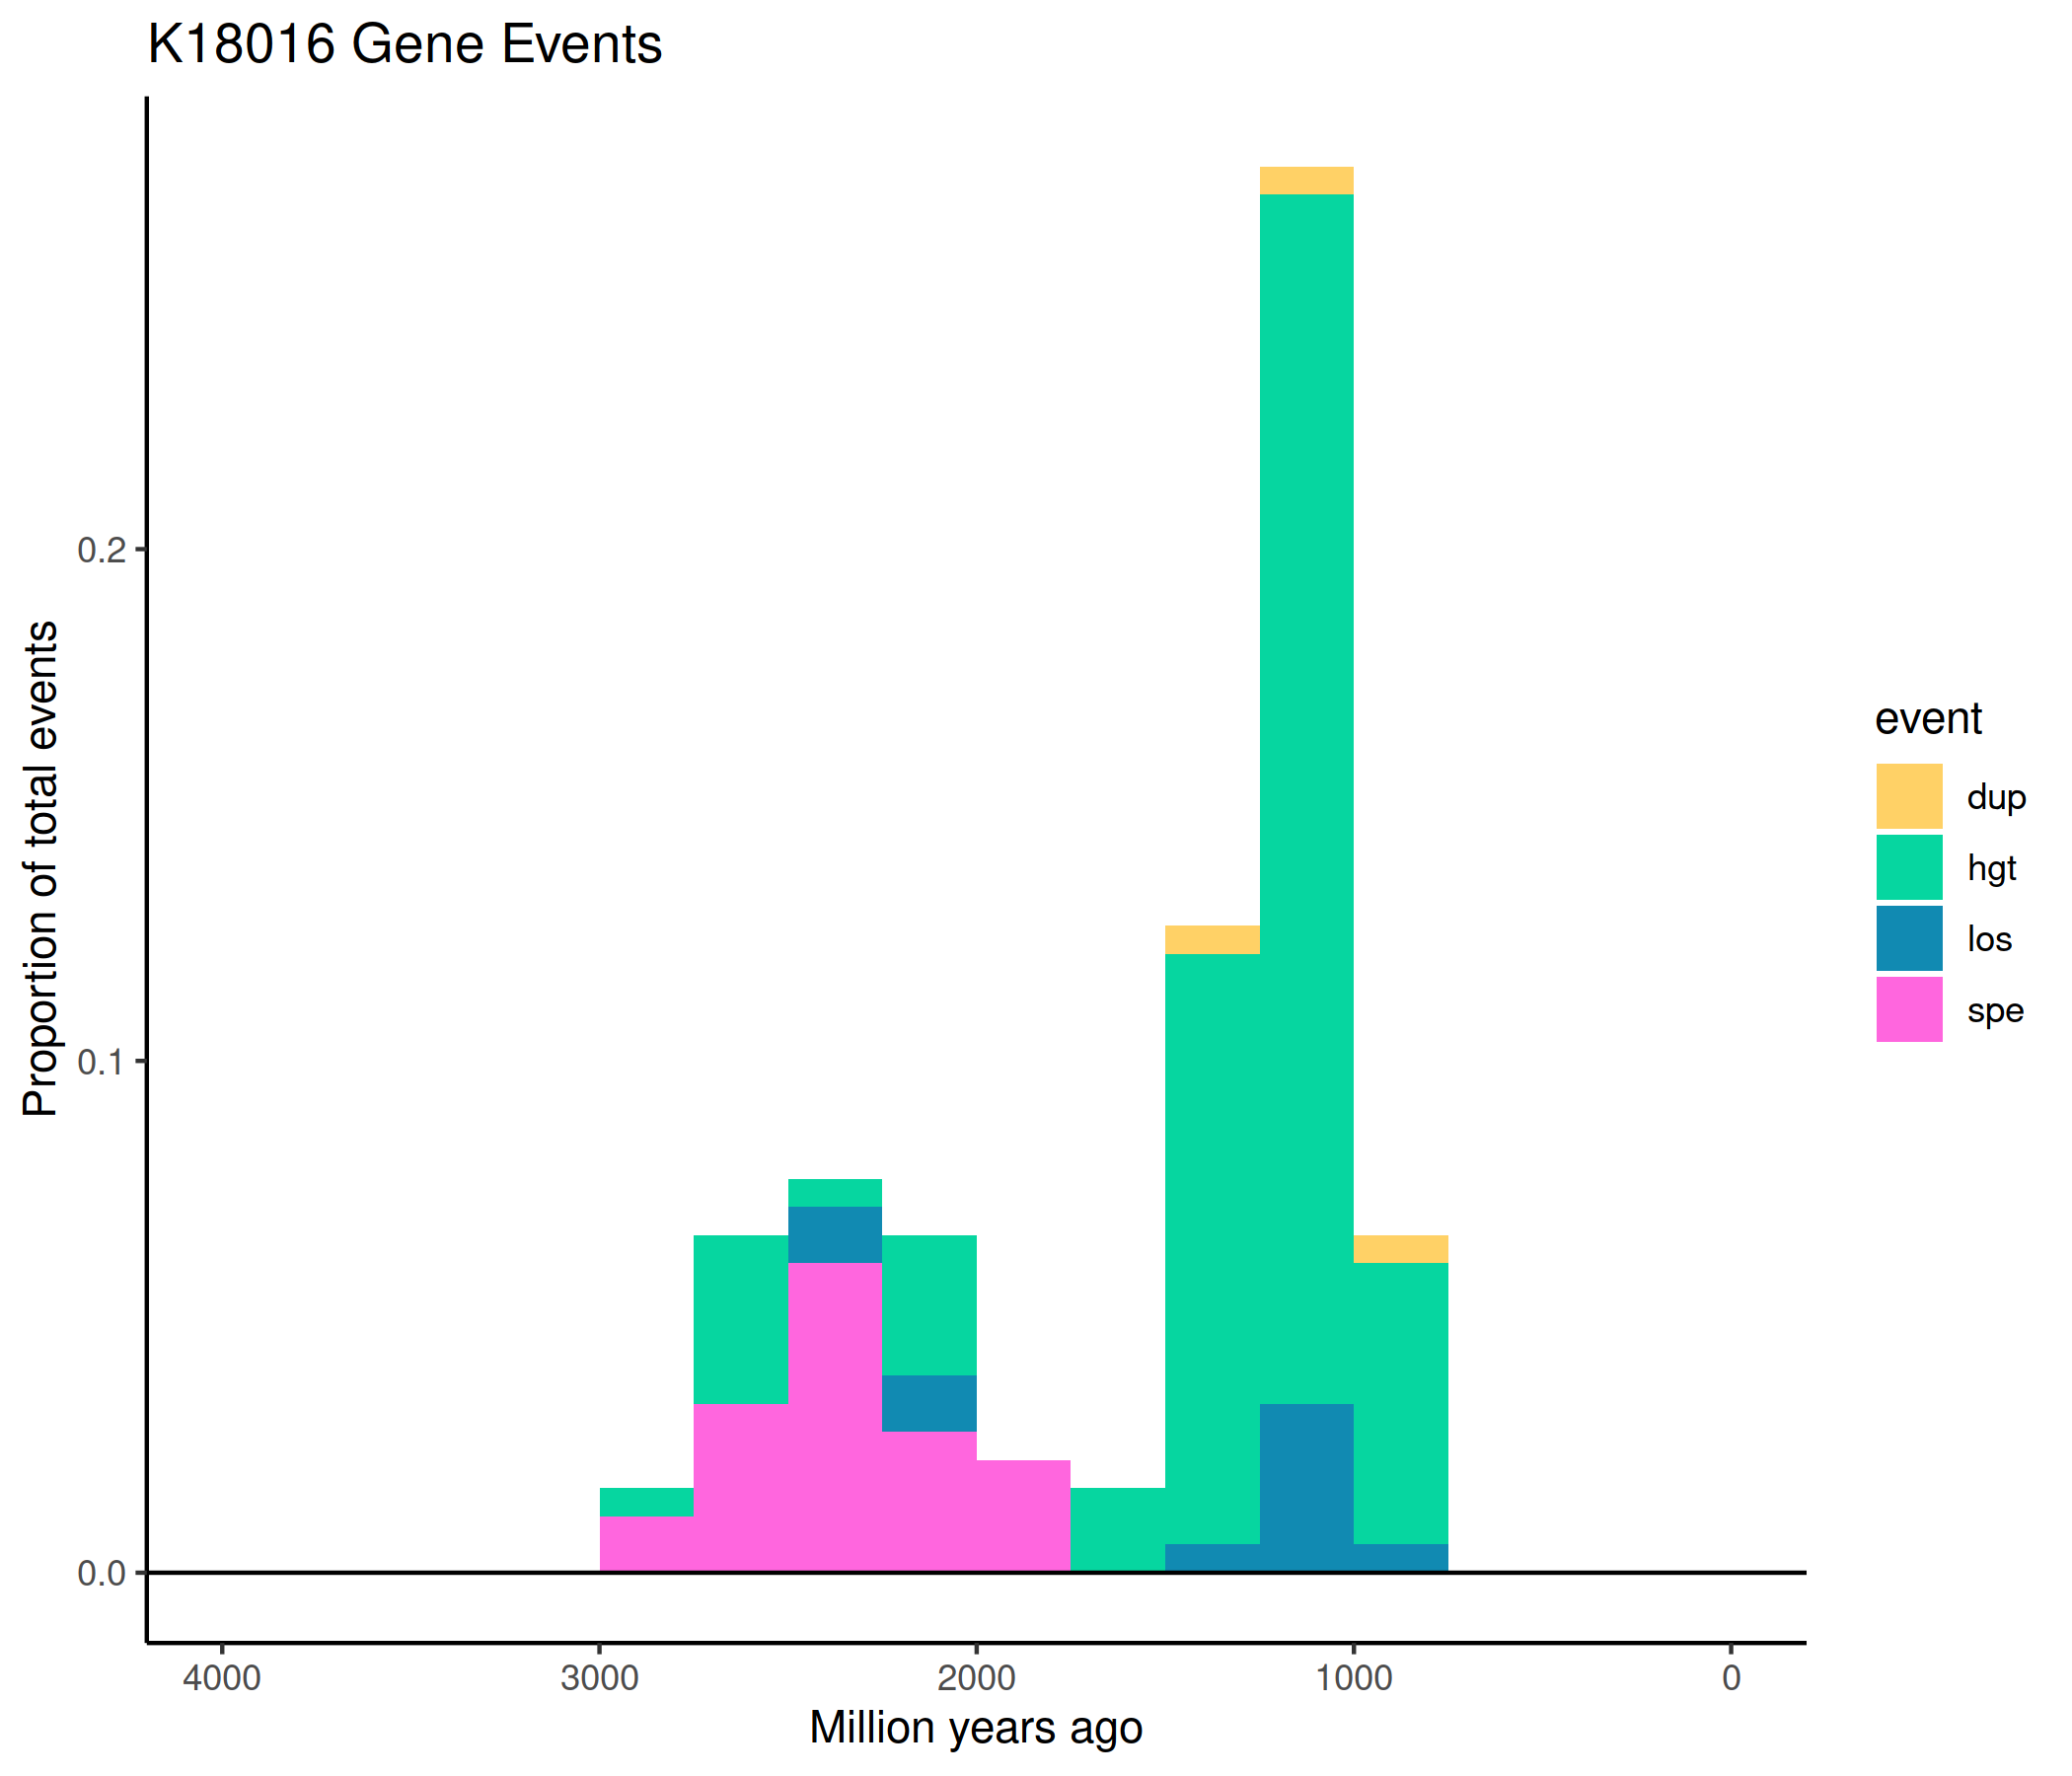 K18016 Gene Events
Proportion of total events
0.2
0.1
0.0
4000 3000 2000 1000 0
Million years ago
event
dup
hgt
los
spe